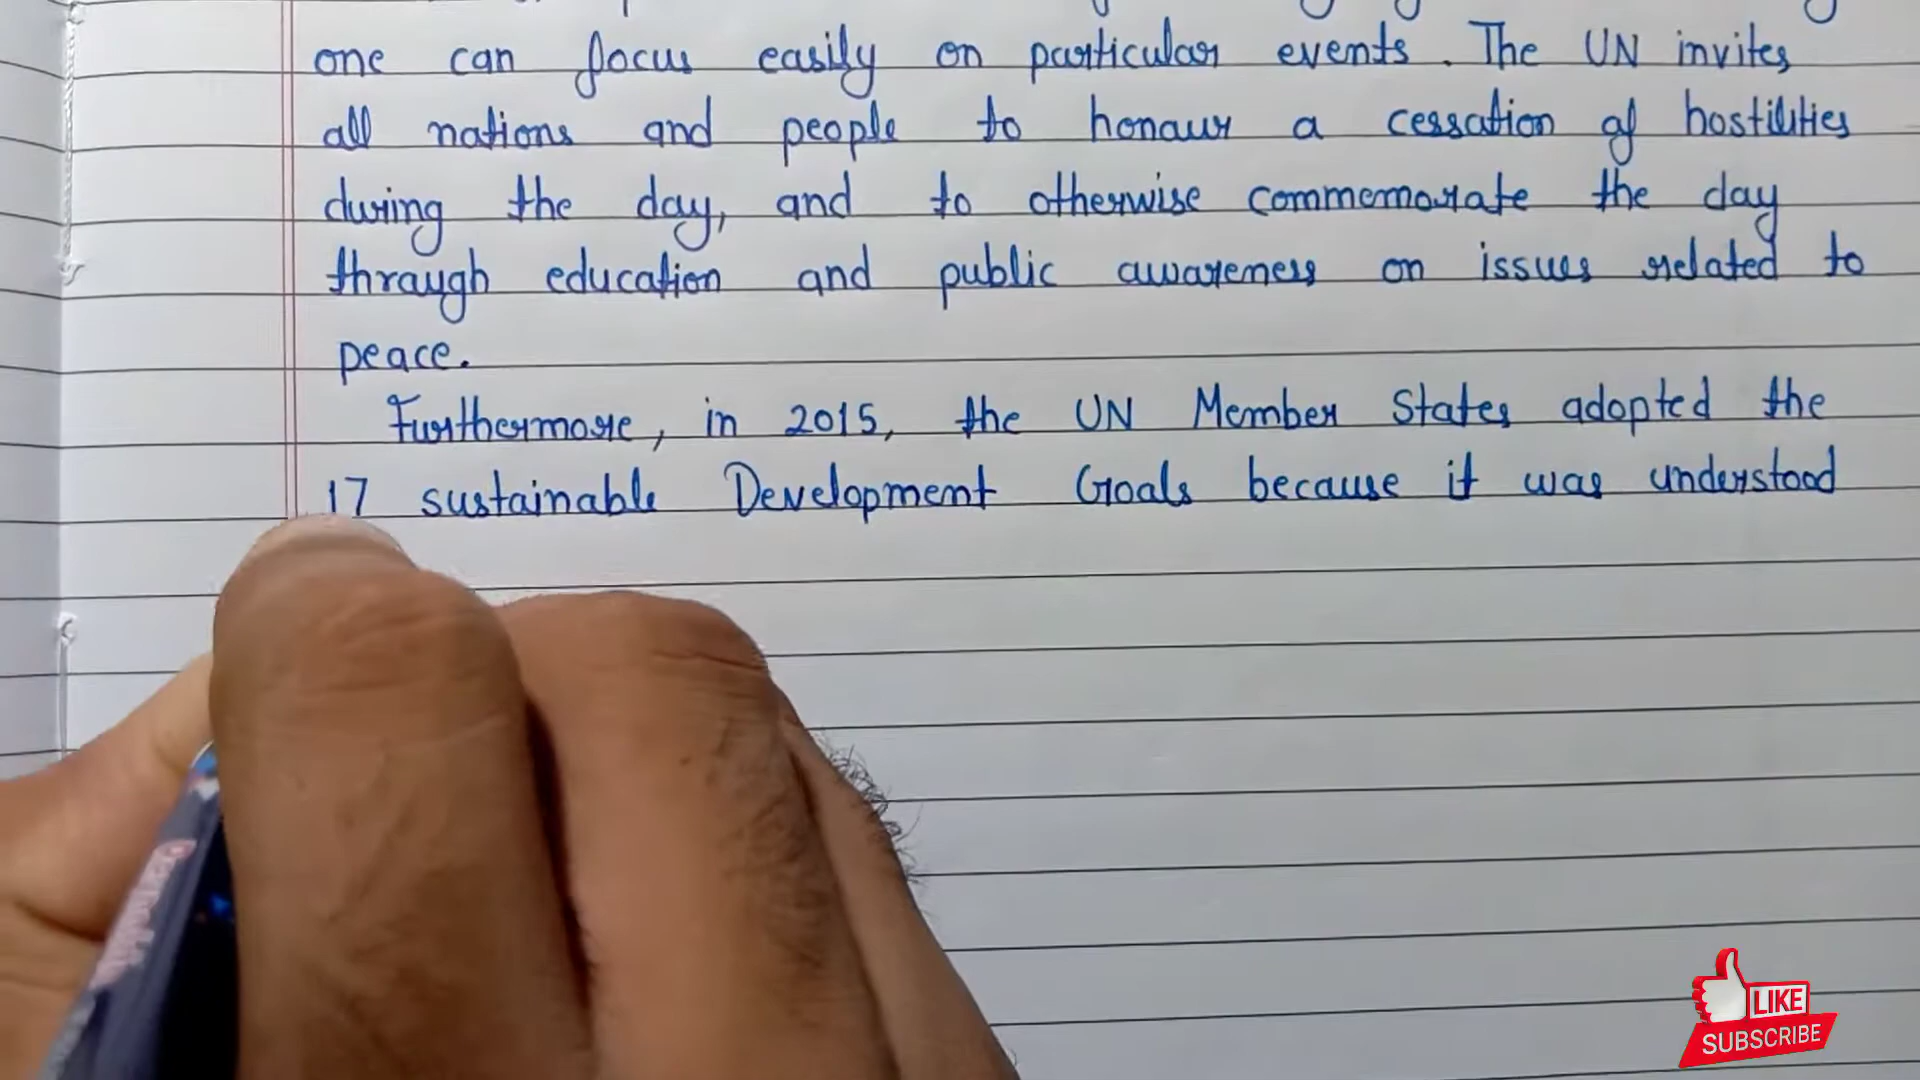 one can focus easily on particular events. The UN invites
all nations and people to honour a cessation of hostilities
during the day, and to otherwise commemorate the day
through education and public awareness on issues related to
peace.
Furthermore, in 2015, the UN Member States adopted the
17 sustainable Development Goals because it was understood
LIKE
SUBSCRIBE